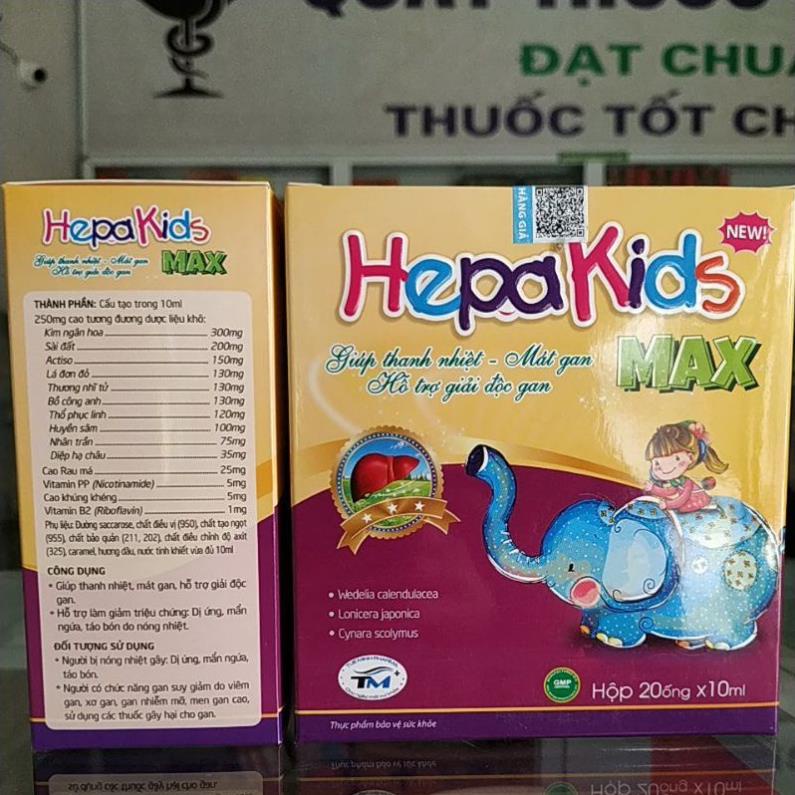 ĐẠT CHUẨ
THUỐC TỐT CH
HepaKids
Giúp thanh nhiệt - Mát gan
Hỗ trợ giải độc gan
MAX
THÀNH PHẦN: Cấu tạo trong 10ml
250mg cao tương đương dược liệu khô:
Kim ngân hoa 300mg
Sài đất 200mg
Actiso 150mg
Lá đơn đỏ 130mg
Thương nhĩ tử 130mg
Bồ công anh 130mg
Thổ phục linh 120mg
Huyền sâm 100mg
Nhân trần 75mg
Diệp hạ châu 35mg
Cao Rau má 25mg
Vitamin PP (Nicotinamide) 5mg
Cao khúng khéng 5mg
Vitamin B2 (Riboflavin) 1mg
Phụ liệu: Đường saccarose, chất điều vị (950), chất tạo ngọt
(955), chất bảo quản (211, 202), chất điều chỉnh độ axit
(325), caramel, hương dâu, nước tinh khiết vừa đủ 10ml
CÔNG DỤNG
* Giúp thanh nhiệt, mát gan, hỗ trợ giải độc
gan.
* Hỗ trợ làm giảm triệu chứng: Dị ứng, mẩn
ngứa, táo bón do nóng nhiệt.
ĐỐI TƯỢNG SỬ DỤNG
* Người bị nóng nhiệt gây: Dị ứng, mẩn ngứa,
táo bón.
* Người có chức năng gan suy giảm do viêm
gan, xơ gan, gan nhiễm mỡ, men gan cao,
sử dụng các thuốc gây hại cho gan.
HÀNG GIẢ
NEW!
HepaKids
MAX
Giúp thanh nhiệt - Mát gan
Hỗ trợ giải độc gan
• Wedelia calendulacea
• Lonicera japonica
• Cynara scolymus
TM
GMP
Hộp 20ống x10ml
Thực phẩm bảo vệ sức khỏe